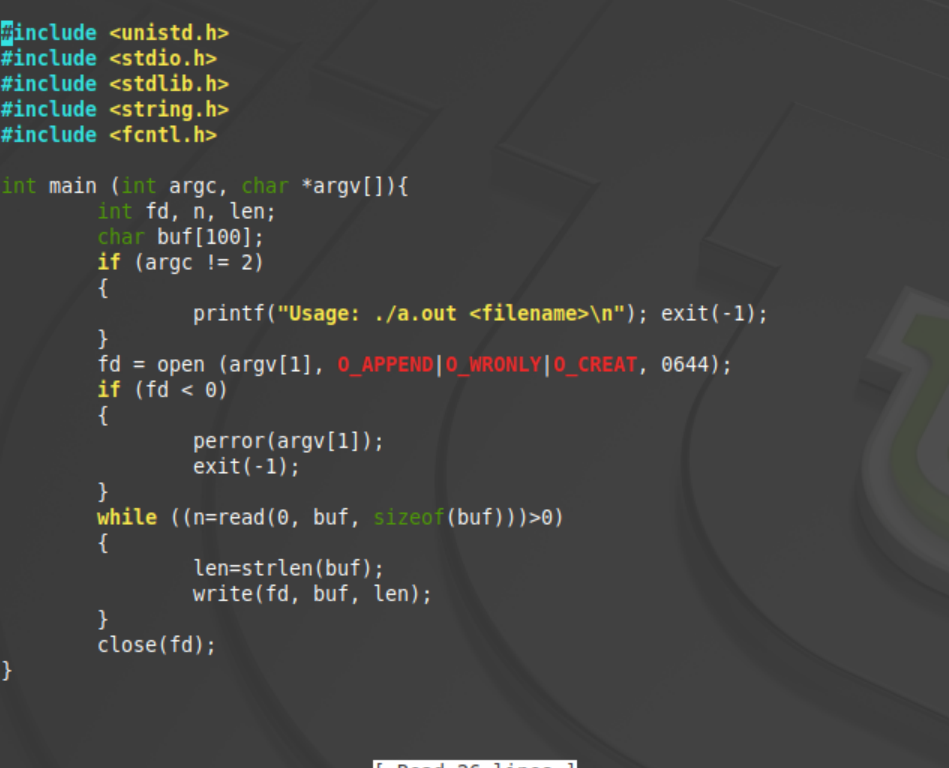 #include <unistd.h>
#include <stdio.h>
#include <stdlib.h>
#include <string.h>
#include <fcntl.h>

int main (int argc, char *argv[]){
        int fd, n, len;
        char buf[100];
        if (argc != 2)
        {
                printf("Usage: ./a.out <filename>\n"); exit(-1);
        }
        fd = open (argv[1], O_APPEND|O_WRONLY|O_CREAT, 0644);
        if (fd < 0)
        {
                perror(argv[1]);
                exit(-1);
        }
        while ((n=read(0, buf, sizeof(buf)))>0)
        {
                len=strlen(buf);
                write(fd, buf, len);
        }
        close(fd);
}
[ Read 26 lines ]